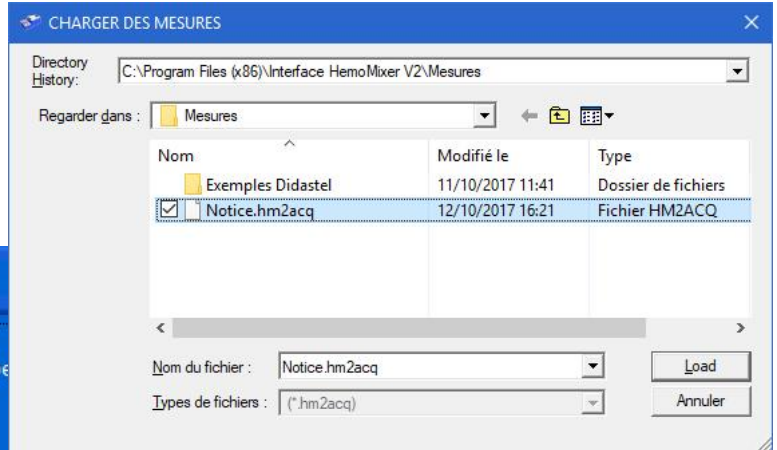 CHARGER DES MESURES
Directory
History:
C:\Program Files (x86)\Interface HemoMixer V2\Mesures
Regarder dans :
Mesures
Nom
Modifié le
Type
Exemples Didastel
11/10/2017 11:41
Dossier de fichiers
Notice.hm2acq
12/10/2017 16:21
Fichier HM2ACQ
Nom du fichier :
Notice.hm2acq
Load
Types de fichiers :
(*.hm2acq)
Annuler